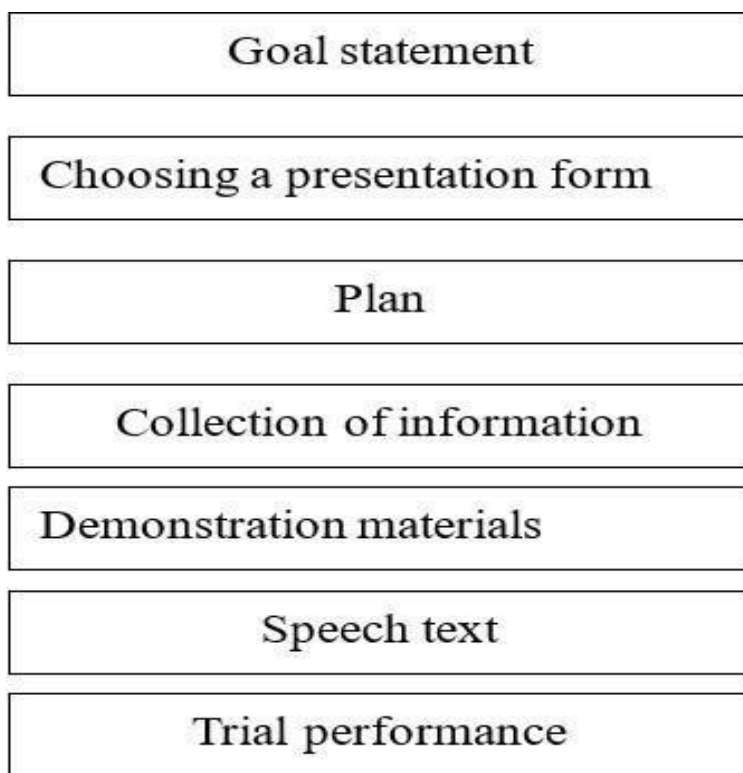 Goal statement
Choosing a presentation form
Plan
Collection of information
Demonstration materials
Speech text
Trial performance